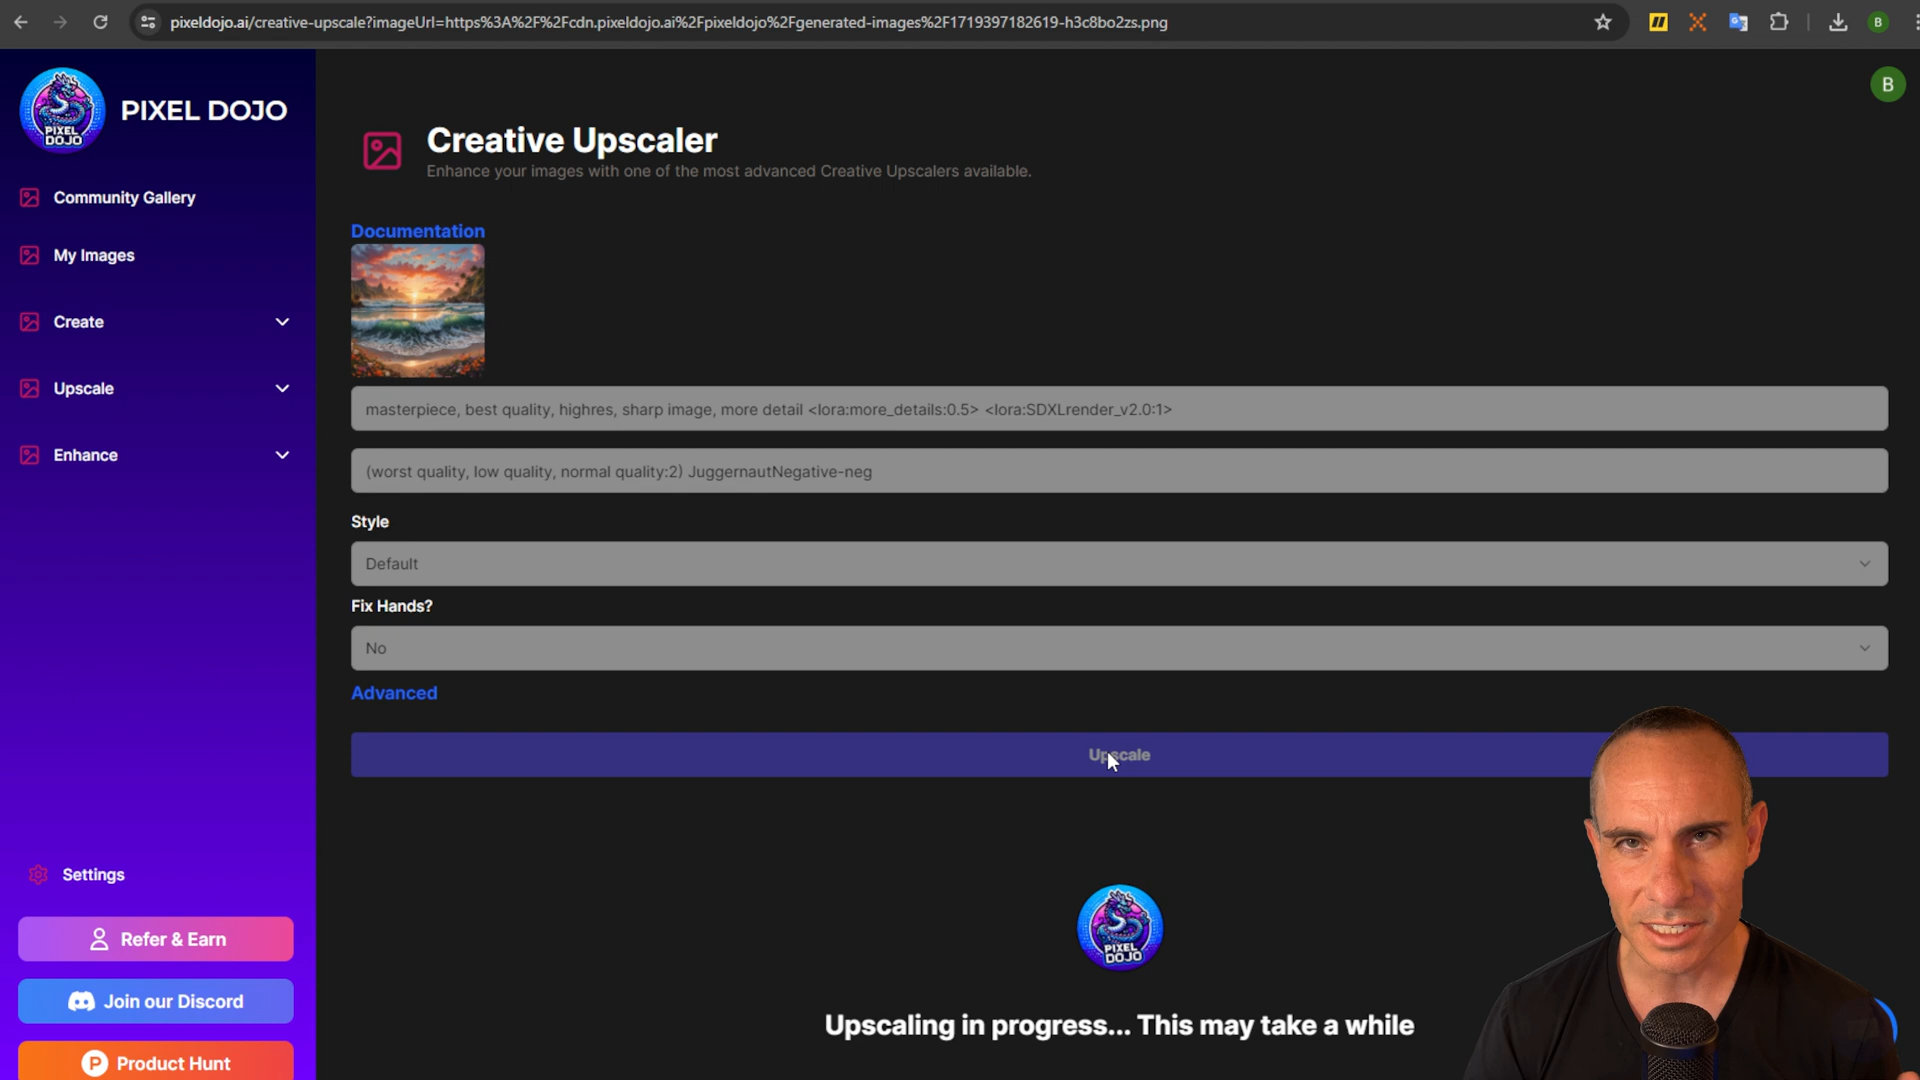 pixeldojo.ai/creative-upscale?imageUrl=https%3A%2F%2Fcdn.pixeldojo.ai%2Fpixeldojo%2Fgenerated-images%2F1719397182619-h3c8bo2zs.png
B
PIXEL DOJO
PIXEL DOJO
B
Creative Upscaler
Enhance your images with one of the most advanced Creative Upscalers available.
Community Gallery
My Images
Create
Upscale
Enhance
Documentation
masterpiece, best quality, highres, sharp image, more detail <lora:more_details:0.5> <lora:SDXLrender_v2.0:1>
(worst quality, low quality, normal quality:2) JuggernautNegative-neg
Style
Default
Fix Hands?
No
Advanced
Upscale
Settings
Refer & Earn
Join our Discord
P Product Hunt
PIXEL
DOJO
Upscaling in progress... This may take a while